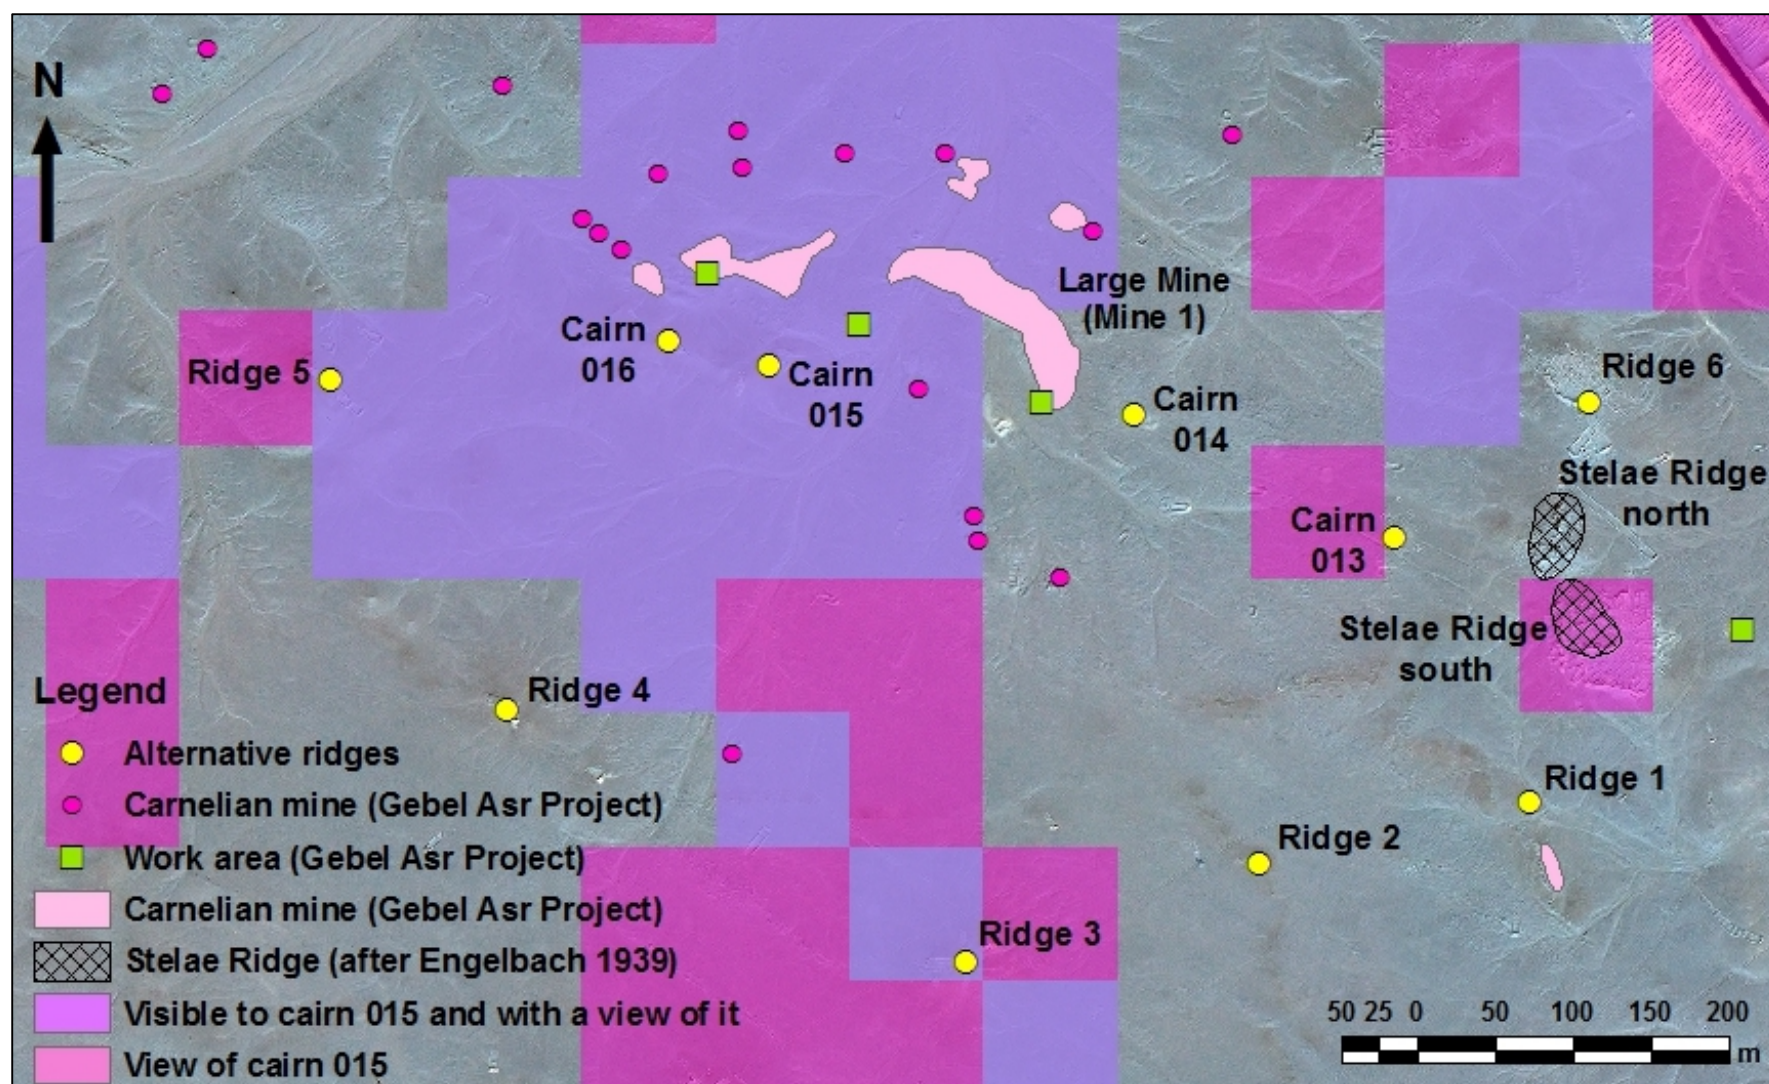 N
Large Mine
(Mine 1)
Cairn
016
Ridge 5
Cairn
015
Cairn
014
Ridge 6
Stelae Ridge
north
Cairn
013
Stelae Ridge
south
Ridge 4
Ridge 1
Ridge 2
Ridge 3
Legend
Alternative ridges
Carnelian mine (Gebel Asr Project)
Work area (Gebel Asr Project)
Carnelian mine (Gebel Asr Project)
Stelae Ridge (after Engelbach 1939)
Visible to cairn 015 and with a view of it
View of cairn 015
50 25 0 50 100 150 200
m